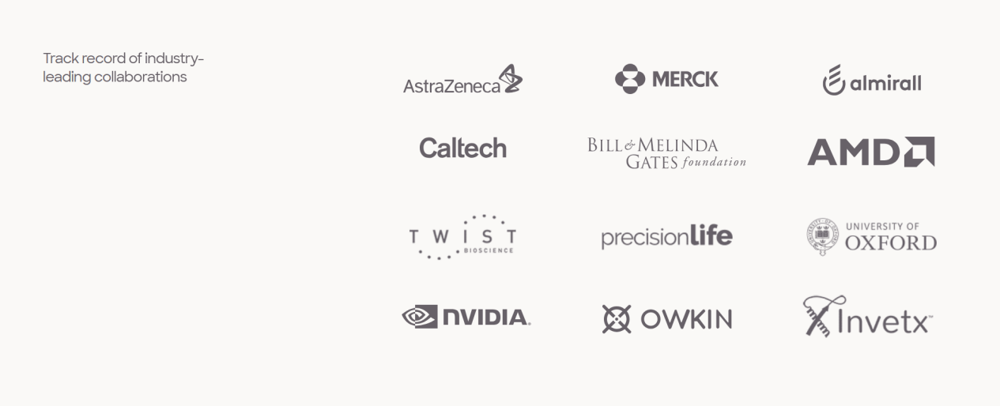 Track record of industry-
leading collaborations
AstraZeneca
MERCK
almirall
Caltech
BILL & MELINDA
GATES foundation
AMD
TWIST
BIOSCIENCE
precisionlife
UNIVERSITY OF
OXFORD
NVIDIA.
OWKIN
Invetx™